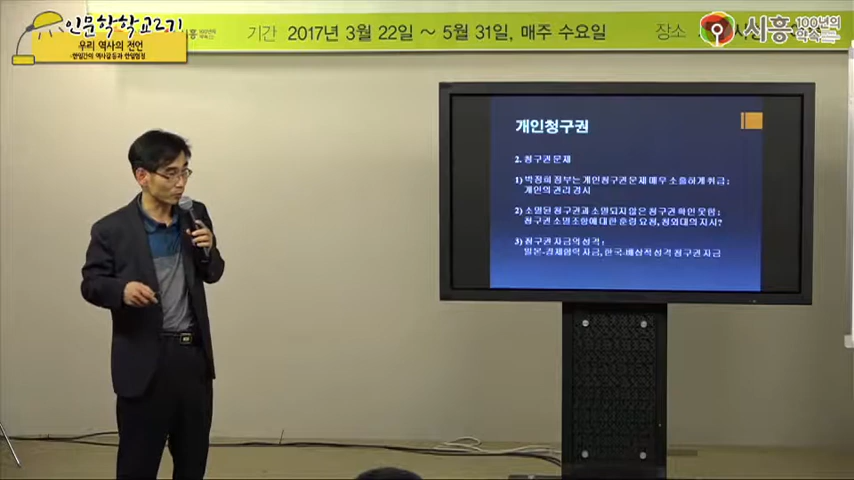 인문학학교2기
우리 역사의 전언
-한일간의 역사갈등과 한일협정
기간 2017년 3월 22일 ~ 5월 31일, 매주 수요일
장소
시흥 100년의 약속
개인청구권
2. 청구권 문제
1) 박정희 정부는 개인청구권 문제 매우 소홀하게 취급:
개인의 권리 경시
2) 소멸된 청구권과 소멸되지 않은 청구권 확인 못함:
청구권 소멸조항에 대한 훈령 요청, 청와대의 지시?
3) 청구권 자금의 성격:
일본-경제협력 자금, 한국-배상적 성격 청구권 자금